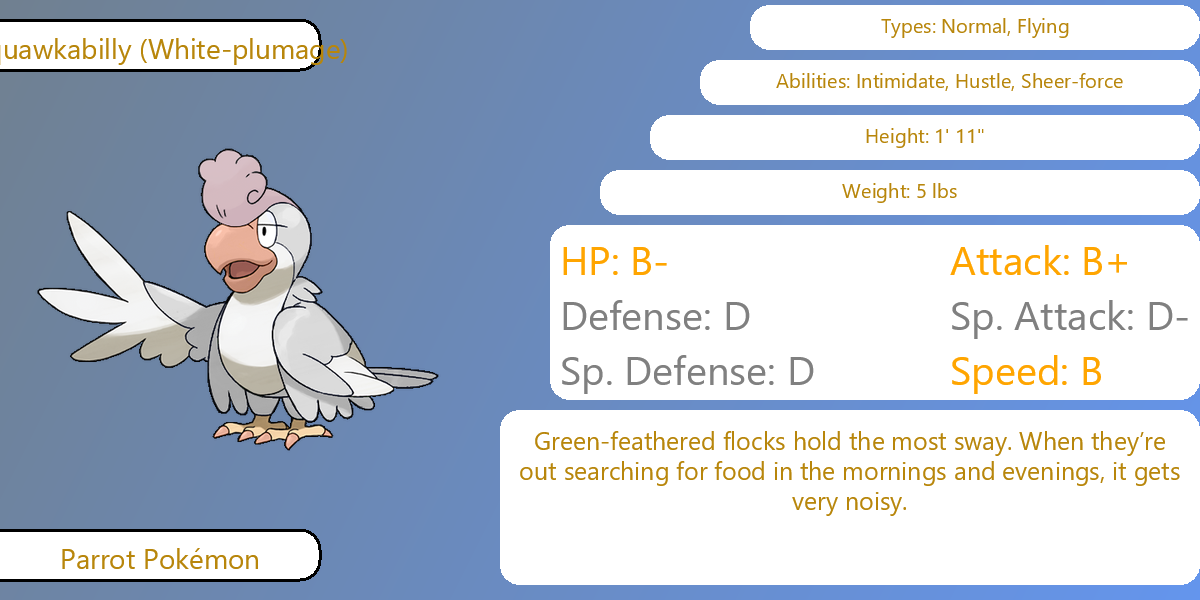 quawkabilly (White-plumage)
Types: Normal, Flying
Abilities: Intimidate, Hustle, Sheer-force
Height: 1' 11"
Weight: 5 lbs
HP: B-
Attack: B+
Defense: D
Sp. Attack: D-
Sp. Defense: D
Speed: B
Green-feathered flocks hold the most sway. When they’re
out searching for food in the mornings and evenings, it gets
very noisy.
Parrot Pokémon